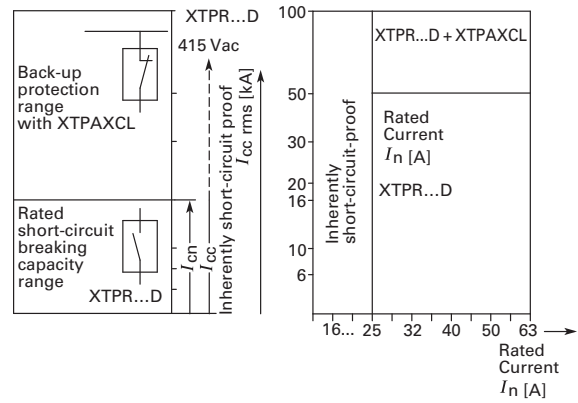 XTPR...D
415 Vac
Back-up
protection
range
with XTPAXCL
Rated
short-circuit
breaking
capacity
range
XTPR...D
Icn
Icc
Inherently short-circuit proof
Icc rms [kA]
100
50
30
20
16
10
6
Inherently
short-circuit-proof
XTPR...D + XTPAXCL
Rated
Current
In [A]
XTPR...D
16... 25 32 40 50 63
Rated
Current
In [A]